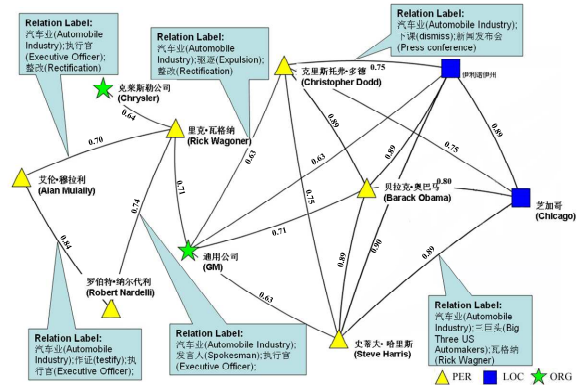 Relation Label:
汽车业(Automobile
Industry);执行官
(Executive Officer);
整改(Rectification)
Relation Label:
汽车业(Automobile
Industry);驱逐(Expulsion);
整改(Rectification)
Relation Label:
汽车业(Automobile Industry);
下课(dismiss);新闻发布会
(Press conference)
克莱斯勒公司
(Chrysler)
克里斯托弗·多德
(Christopher Dodd)
伊利诺伊州
0.75
0.64
里克·瓦格纳
(Rick Wagoner)
0.70
0.63
0.89
0.63
0.89
0.75
0.89
艾伦·穆拉利
(Alan Mulally)
0.71
0.74
0.75
贝拉克·奥巴马
(Barack Obama)
0.80
芝加哥
(Chicago)
0.84
通用公司
(GM)
0.71
0.89
0.90
0.89
罗伯特·纳尔代利
(Robert Nardelli)
0.63
史蒂夫·哈里斯
(Steve Harris)
Relation Label:
汽车业(Automobile
Industry);作证(testify);执
行官(Executive Officer);
Relation Label:
汽车业(Automobile Industry);
发言人(Spokesman);执行官
(Executive Officer);
Relation Label:
汽车业(Automobile
Industry);三巨头(Big
Three US
Automakers);瓦格纳
(Rick Wagner)
PER
LOC
ORG